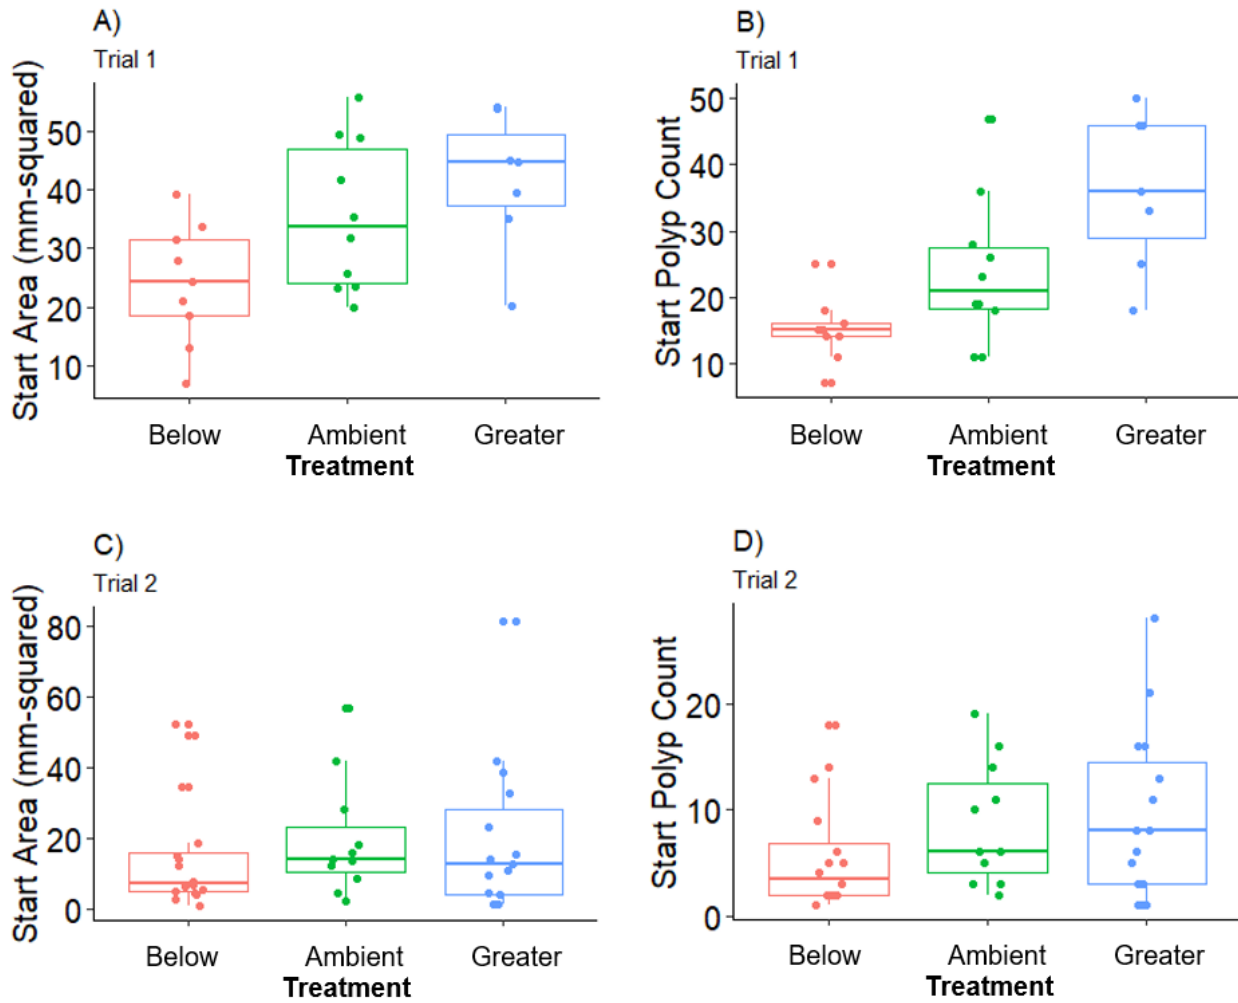 A)
Trial 1
Start Area (mm-squared)
50
40
30
20
10
Below Ambient Greater
Treatment
B)
Trial 1
Start Polyp Count
50
40
30
20
10
Below Ambient Greater
Treatment
C)
Trial 2
Start Area (mm-squared)
80
60
40
20
0
Below Ambient Greater
Treatment
D)
Trial 2
Start Polyp Count
20
10
0
Below Ambient Greater
Treatment